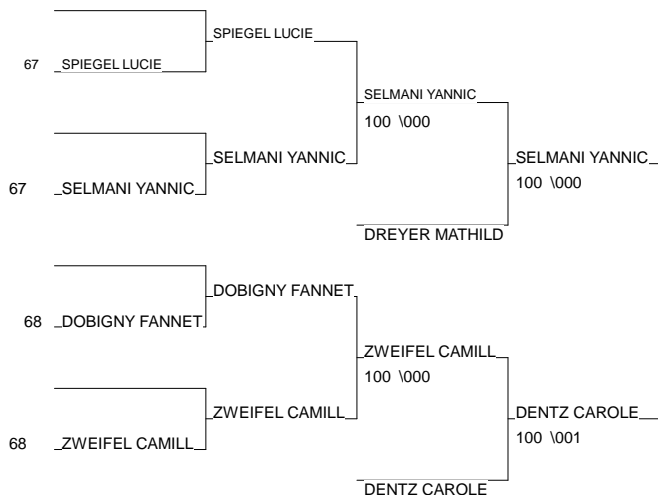 SPIEGEL LUCIE
67 SPIEGEL LUCIE
SELMANI YANNIC
100 \000
SELMANI YANNIC
SELMANI YANNIC
100 \000
67 SELMANI YANNIC
DREYER MATHILD
DOBIGNY FANNET
68 DOBIGNY FANNET
ZWEIFEL CAMILL
100 \000
ZWEIFEL CAMILL
DENTZ CAROLE
100 \001
68 ZWEIFEL CAMILL
DENTZ CAROLE